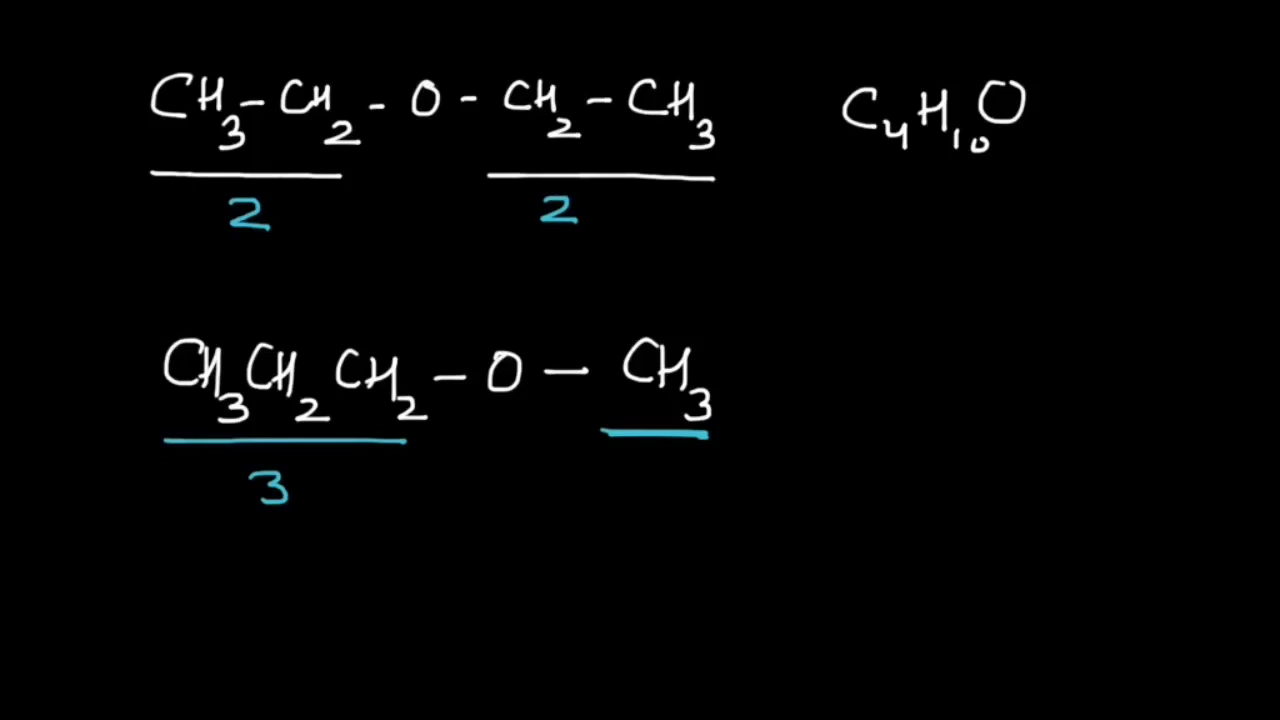 CH₃ - CH₂ - O - CH₂ - CH₃ C₄H₁₀O
2 2
CH₃CH₂CH₂ - O - CH₃
3